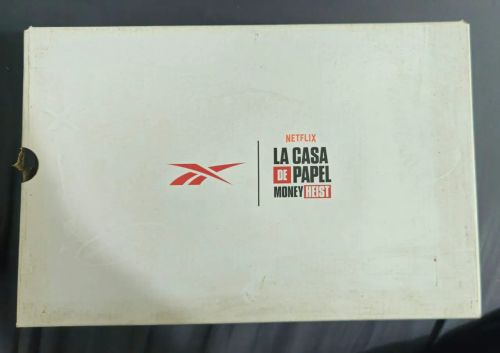 NETFLIX
LA CASA
DE PAPEL
MONEY HEIST